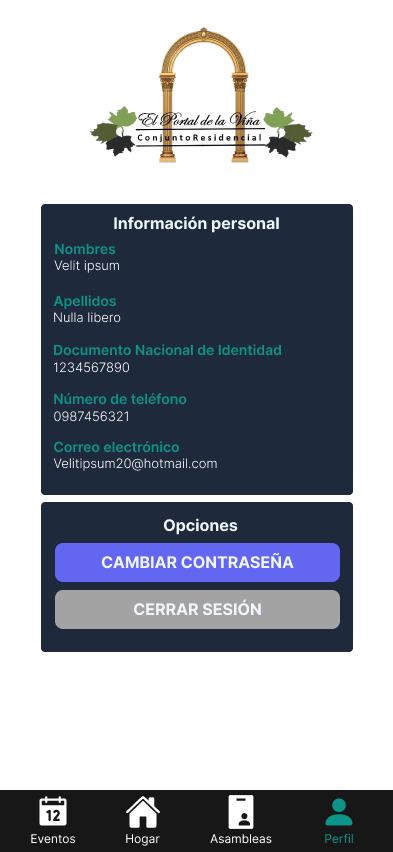 El Portal de la Viña
ConjuntoResidencial
Información personal
Nombres
Velit ipsum
Apellidos
Nulla libero
Documento Nacional de Identidad
1234567890
Número de teléfono
0987456321
Correo electrónico
Velitipsum20@hotmail.com
Opciones
CAMBIAR CONTRASEÑA
CERRAR SESIÓN
12
Eventos Hogar Asambleas Perfil